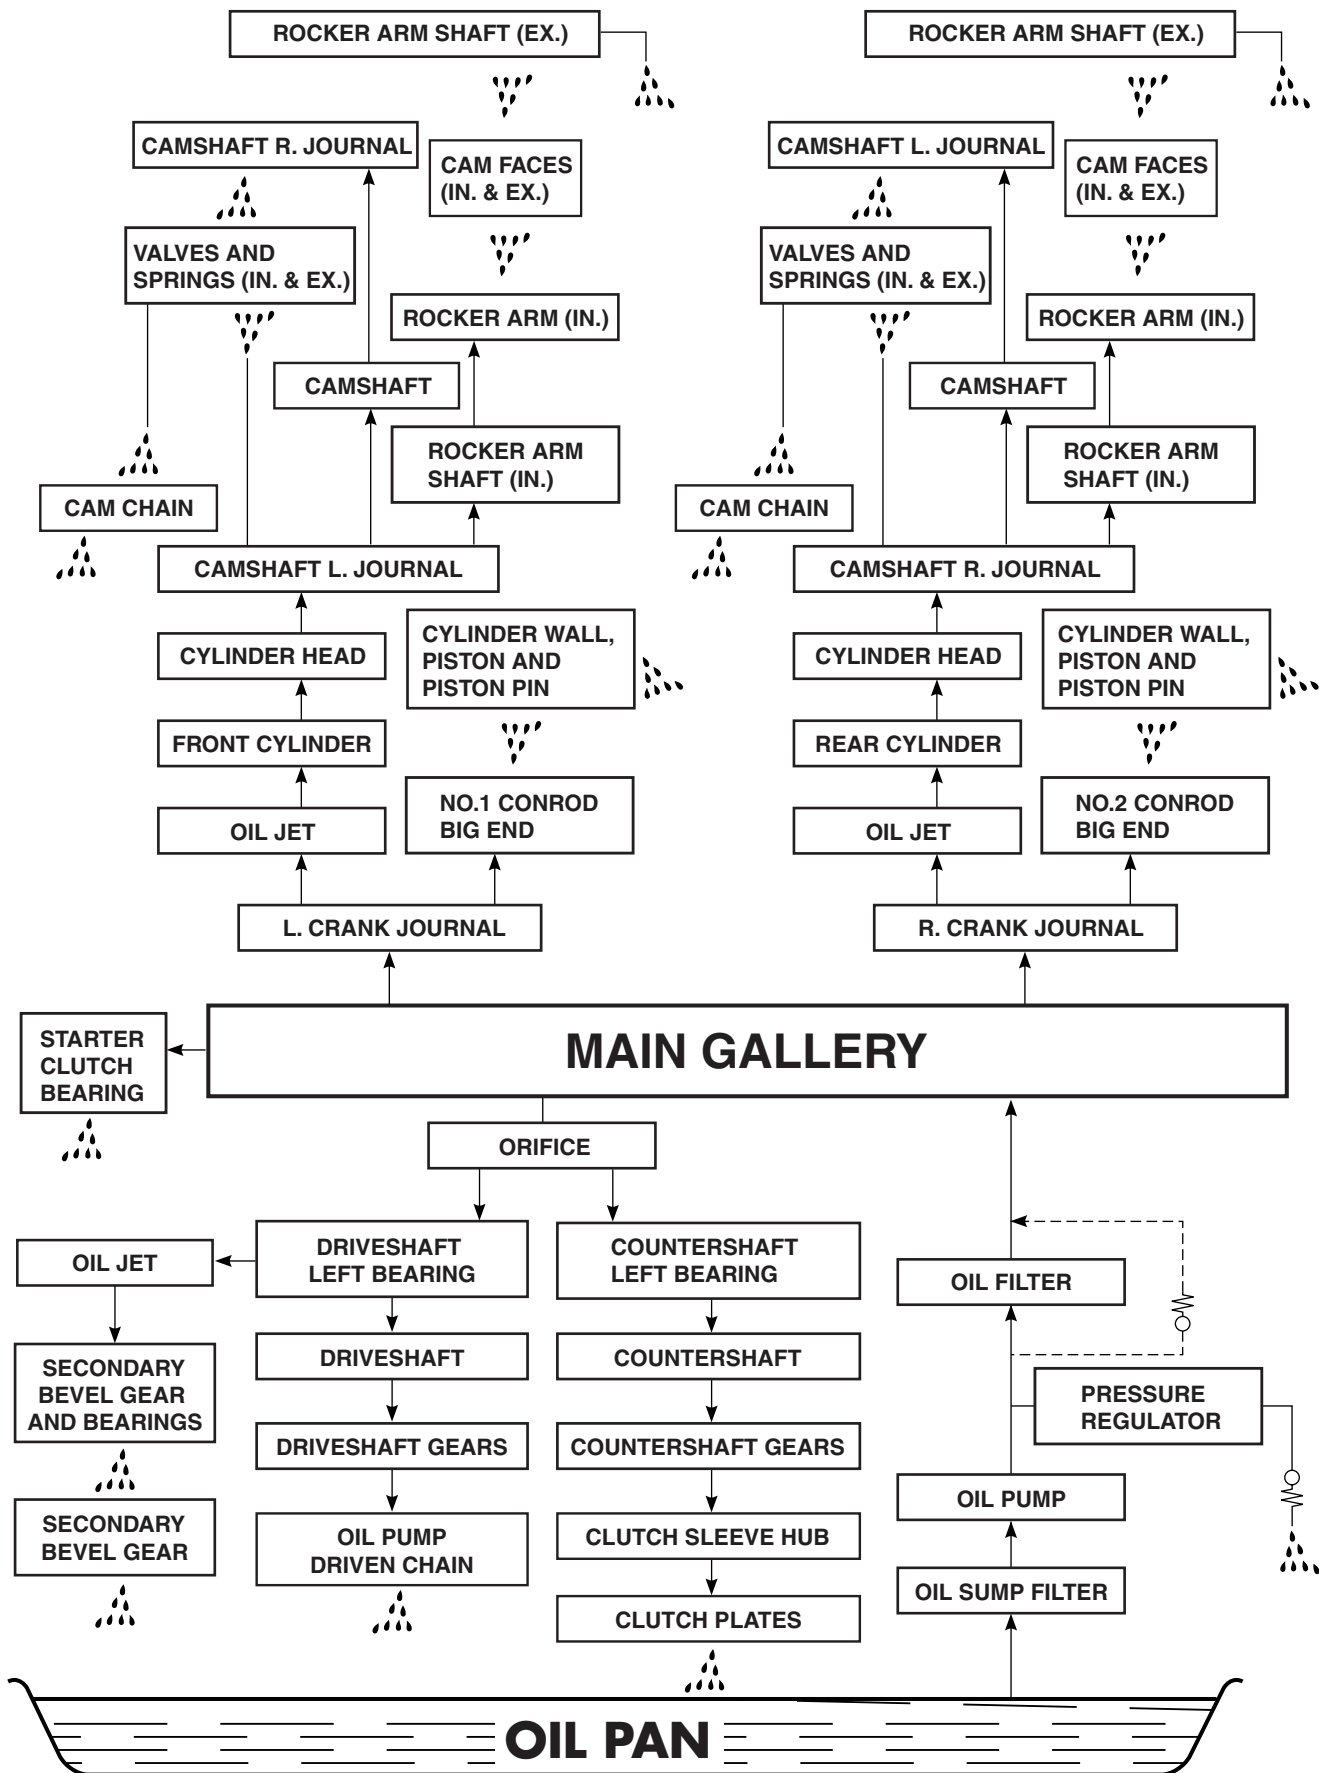 ROCKER ARM SHAFT (EX.)
CAMSHAFT R. JOURNAL
CAM FACES
(IN. & EX.)
VALVES AND
SPRINGS (IN. & EX.)
ROCKER ARM (IN.)
CAMSHAFT
ROCKER ARM
SHAFT (IN.)
CAM CHAIN
CAMSHAFT L. JOURNAL
CYLINDER HEAD
CYLINDER WALL,
PISTON AND
PISTON PIN
FRONT CYLINDER
NO.1 CONROD
BIG END
OIL JET
L. CRANK JOURNAL
ROCKER ARM SHAFT (EX.)
CAMSHAFT L. JOURNAL
CAM FACES
(IN. & EX.)
VALVES AND
SPRINGS (IN. & EX.)
ROCKER ARM (IN.)
CAMSHAFT
ROCKER ARM
SHAFT (IN.)
CAM CHAIN
CAMSHAFT R. JOURNAL
CYLINDER HEAD
CYLINDER WALL,
PISTON AND
PISTON PIN
REAR CYLINDER
NO.2 CONROD
BIG END
OIL JET
R. CRANK JOURNAL
STARTER
CLUTCH
BEARING
MAIN GALLERY
ORIFICE
OIL JET
DRIVESHAFT
LEFT BEARING
COUNTERSHAFT
LEFT BEARING
OIL FILTER
SECONDARY
BEVEL GEAR
AND BEARINGS
DRIVESHAFT
COUNTERSHAFT
PRESSURE
REGULATOR
DRIVESHAFT GEARS
COUNTERSHAFT GEARS
OIL PUMP
SECONDARY
BEVEL GEAR
OIL PUMP
DRIVEN CHAIN
CLUTCH SLEEVE HUB
OIL SUMP FILTER
CLUTCH PLATES
OIL PAN